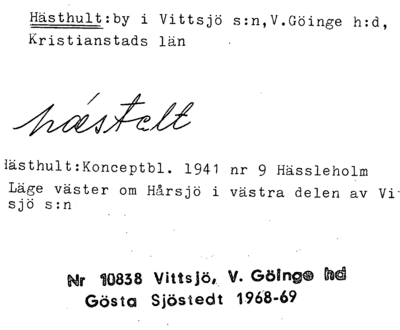 Hästhult:by i Vittsjö s:n,V.Göinge h:d,
Kristianstads län
hǽstelt
Hästhult:Konceptbl. 1941 nr 9 Hässleholm
Läge väster om Hårsjö i västra delen av Vi
sjö s:n
Nr 10838 Vittsjö, V. Göinge hd
Gösta Sjöstedt 1968-69